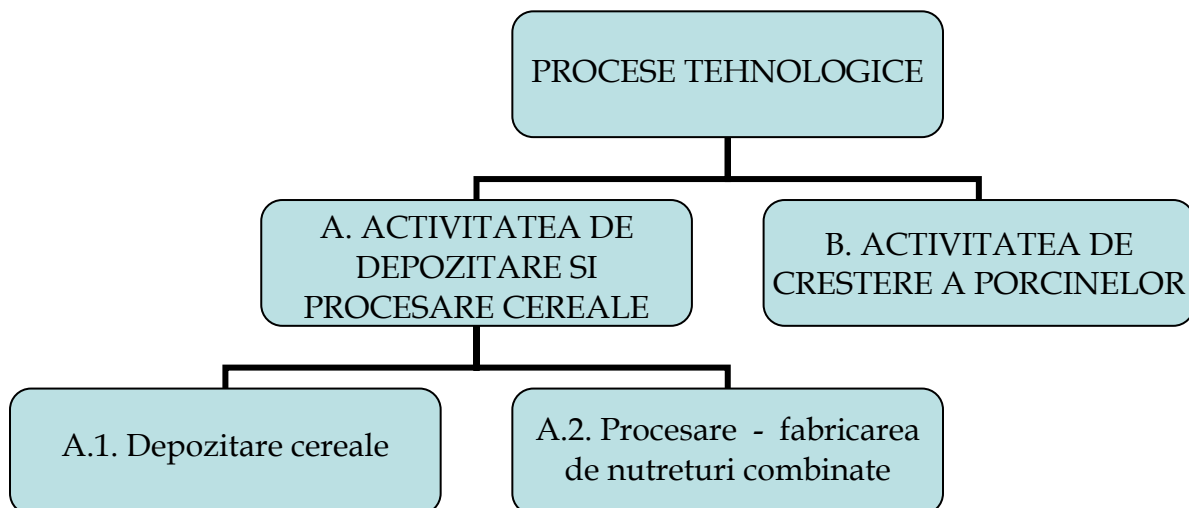 PROCESE TEHNOLOGICE
A. ACTIVITATEA DE
DEPOZITARE SI
PROCESARE CEREALE
B. ACTIVITATEA DE
CRESTERE A PORCINELOR
A.1. Depozitare cereale
A.2. Procesare - fabricarea
de nutreturi combinate